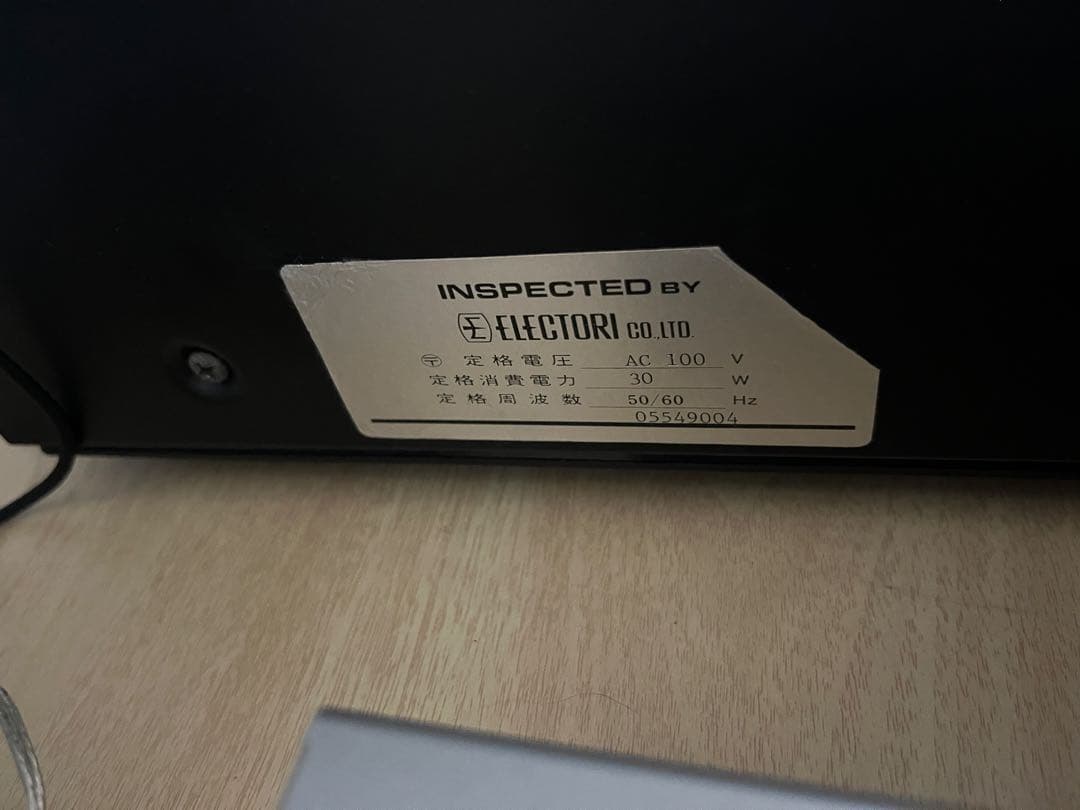 INSPECTED BY
E ELECTORI CO.,LTD.
〶 定格電圧 AC 100 V
定格消費電力 30 W
定格周波数 50/60 Hz
05549004